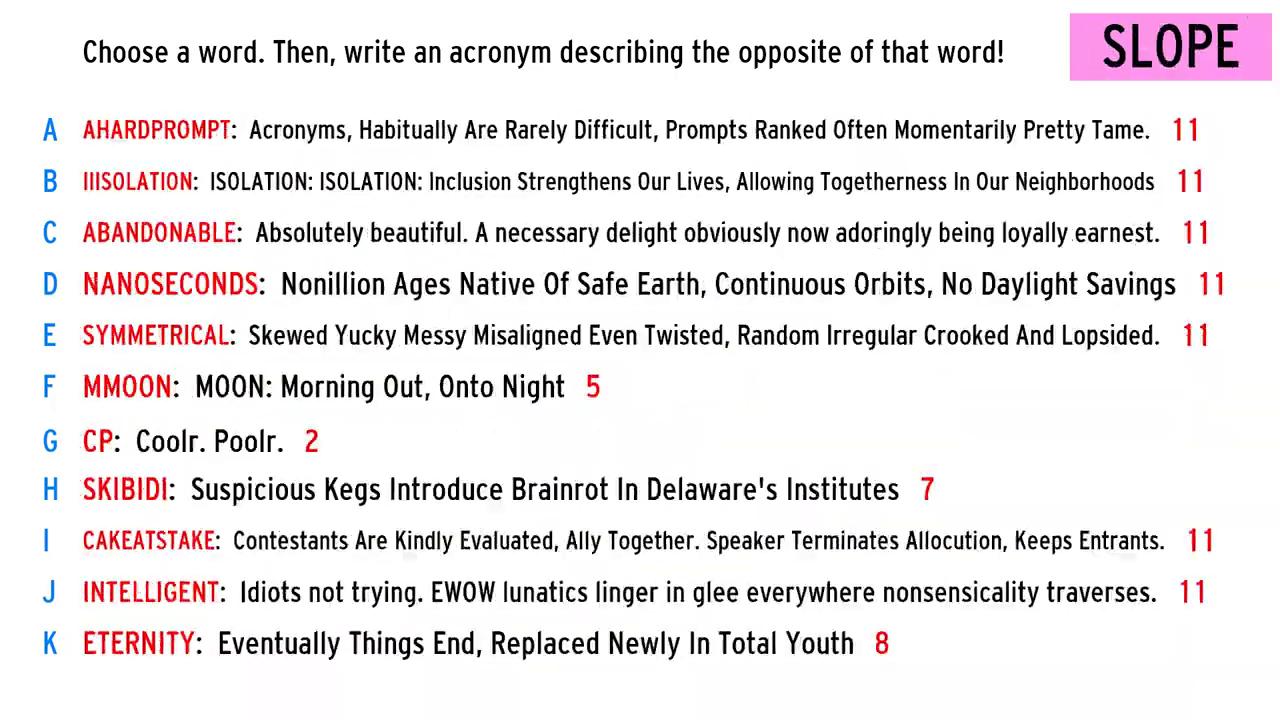 Choose a word. Then, write an acronym describing the opposite of that word!
SLOPE
A AHARDPROMPT: Acronyms, Habitually Are Rarely Difficult, Prompts Ranked Often Momentarily Pretty Tame. 11
B IIISOLATION: ISOLATION: ISOLATION: Inclusion Strengthens Our Lives, Allowing Togetherness In Our Neighborhoods 11
C ABANDONABLE: Absolutely beautiful. A necessary delight obviously now adoringly being loyally earnest. 11
D NANOSECONDS: Nonillion Ages Native Of Safe Earth, Continuous Orbits, No Daylight Savings 11
E SYMMETRICAL: Skewed Yucky Messy Misaligned Even Twisted, Random Irregular Crooked And Lopsided. 11
F MMOON: MOON: Morning Out, Onto Night 5
G CP: Coolr. Poolr. 2
H SKIBIDI: Suspicious Kegs Introduce Brainrot In Delaware's Institutes 7
I CAKEATSTAKE: Contestants Are Kindly Evaluated, Ally Together. Speaker Terminates Allocution, Keeps Entrants. 11
J INTELLIGENT: Idiots not trying. EWOW lunatics linger in glee everywhere nonsensicality traverses. 11
K ETERNITY: Eventually Things End, Replaced Newly In Total Youth 8